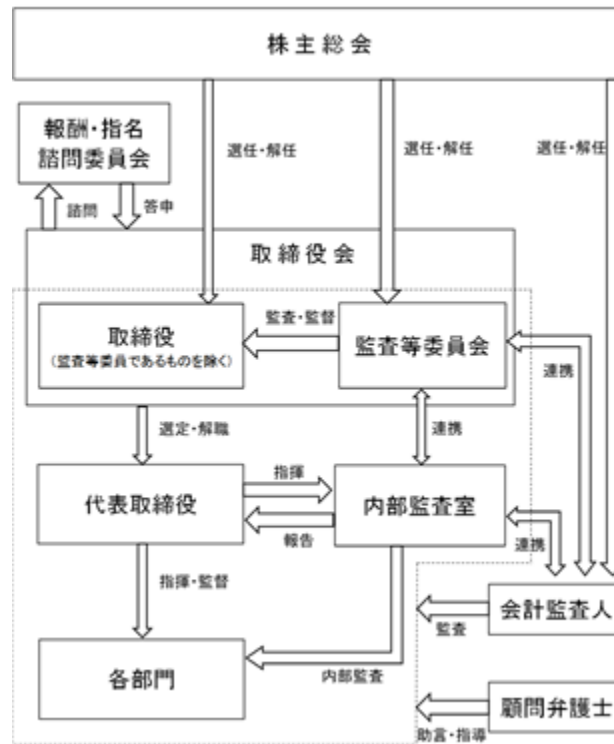 株主総会
報酬・指名
諮問委員会
選任・解任
選任・解任
選任・解任
諮問
答申
取締役会
取締役
(監査等委員であるものを除く)
監査・監督
監査等委員会
連携
選定・解職
連携
代表取締役
指揮
報告
内部監査室
連携
指揮・監督
会計監査人
監査
各部門
内部監査
顧問弁護士
助言・指導